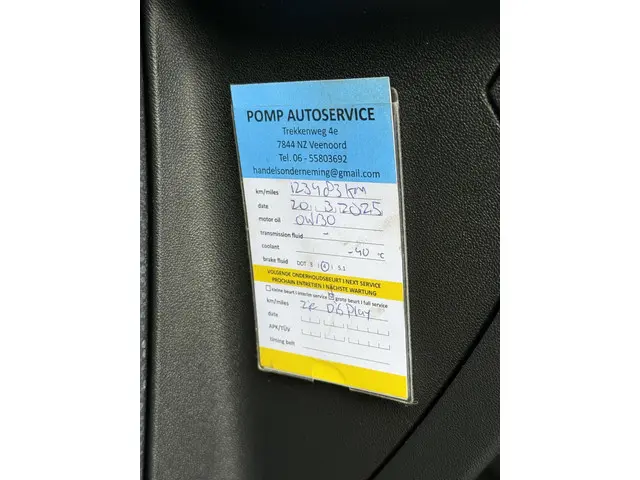 POMP AUTOSERVICE
Trekkenweg 4e
7844 NZ Veenoord
Tel. 06 - 55803692
handelsonderneming@gmail.com
km/miles 123483 km
date 20.3.2025
motor oil 0W30
transmission fluid -
coolant -40 °C
brake fluid DOT 3 / 4 / 5.1
VOLGENDE ONDERHOUDSBEURT I NEXT SERVICE
PROCHAIN ENTRETIEN I NÄCHSTE WARTUNG
kleine beurt I interim service grote beurt I full service
km/miles zie Display
date
APK/TÜV
timing belt